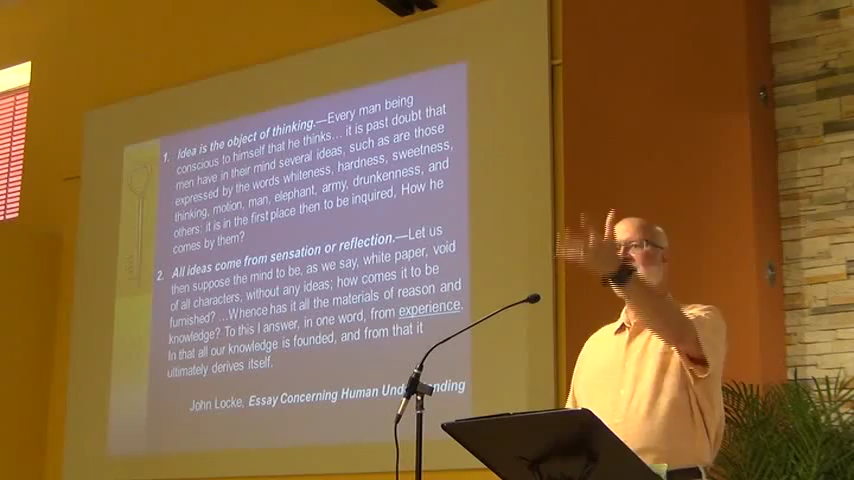 1. Idea is the object of thinking.—Every man being
conscious to himself that he thinks… it is past doubt that
men have in their mind several ideas, such as are those
expressed by the words whiteness, hardness, sweetness,
thinking, motion, man, elephant, army, drunkenness, and
others: it is in the first place then to be inquired, How he
comes by them?
2. All ideas come from sensation or reflection.—Let us
then suppose the mind to be, as we say, white paper, void
of all characters, without any ideas; how comes it to be
furnished? …Whence has it all the materials of reason and
knowledge? To this I answer, in one word, from experience.
In that all our knowledge is founded, and from that it
ultimately derives itself.
John Locke, Essay Concerning Human Understanding